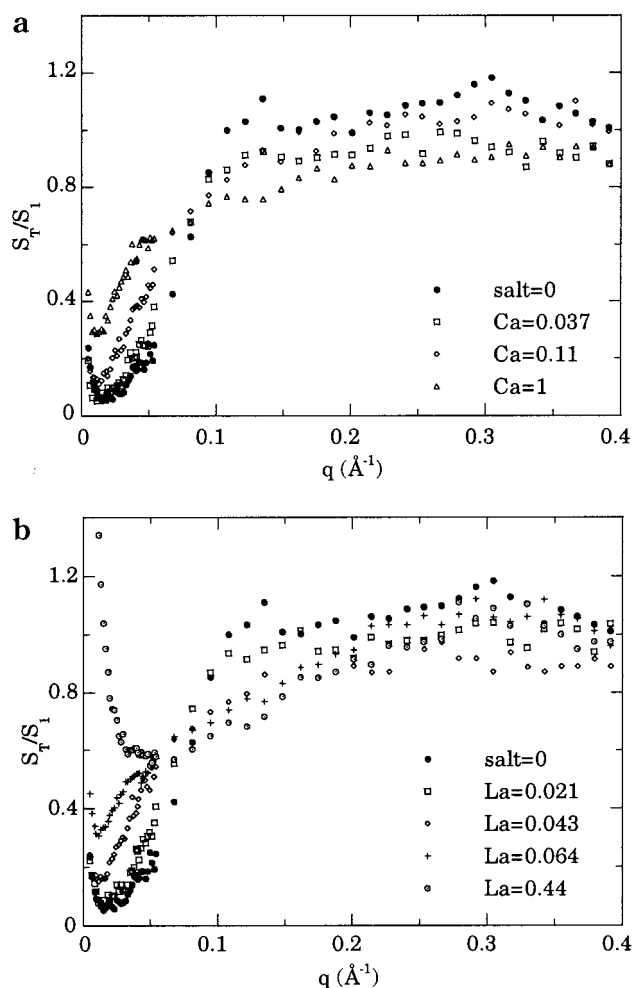 a
1.2
0.8
0.4
0
S_T/S_1
salt=0
Ca=0.037
Ca=0.11
Ca=1
0 0.1 0.2 0.3 0.4
q (Å⁻¹)
b
1.2
0.8
0.4
0
S_T/S_1
salt=0
La=0.021
La=0.043
La=0.064
La=0.44
0 0.1 0.2 0.3 0.4
q (Å⁻¹)